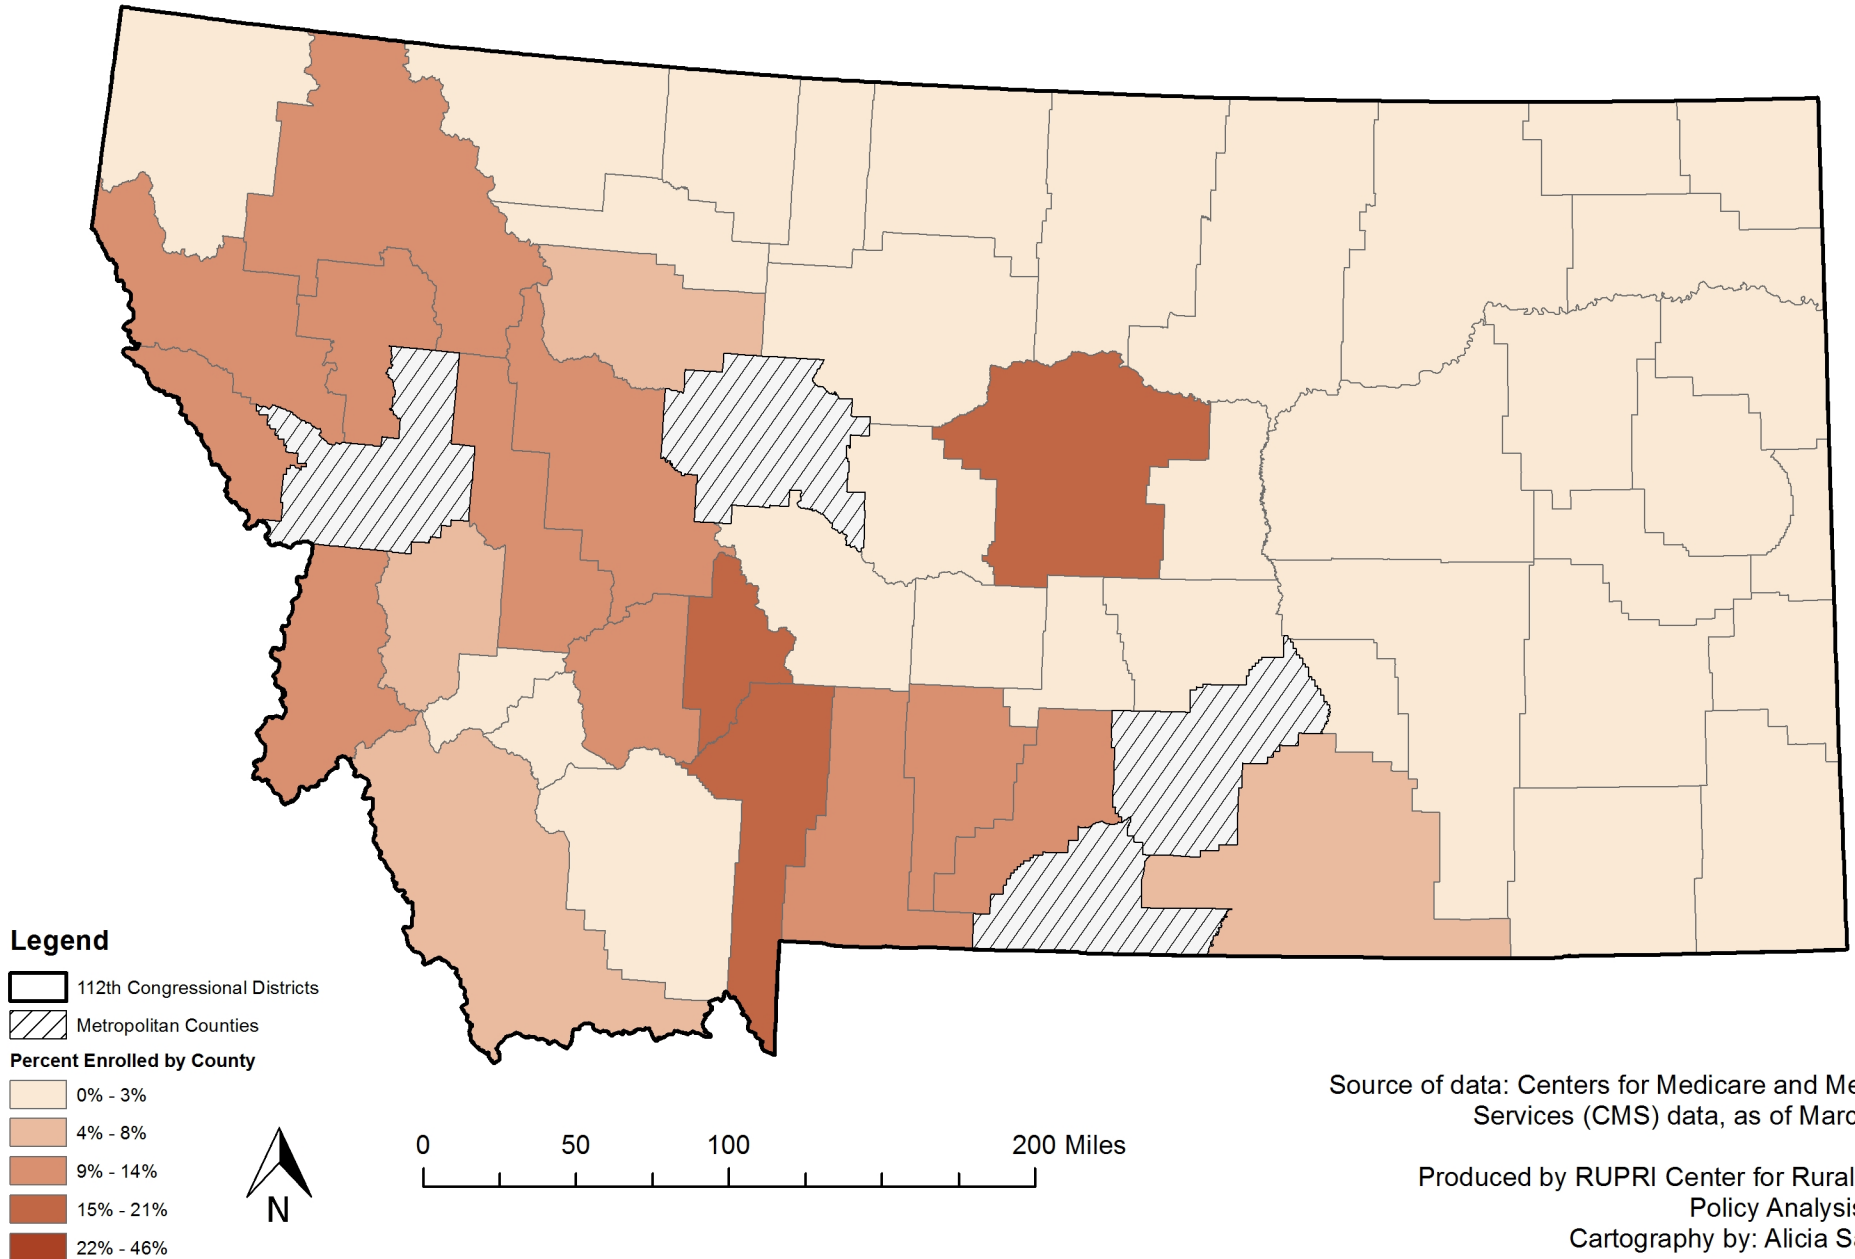 Legend
112th Congressional Districts
Metropolitan Counties
Percent Enrolled by County
0% - 3%
4% - 8%
9% - 14%
15% - 21%
22% - 46%
N
0 50 100 200 Miles
Source of data: Centers for Medicare and
Services (CMS) data, as of
Produced by RUPRI Center for Rural
Policy Analysis
Cartography by: Alicia